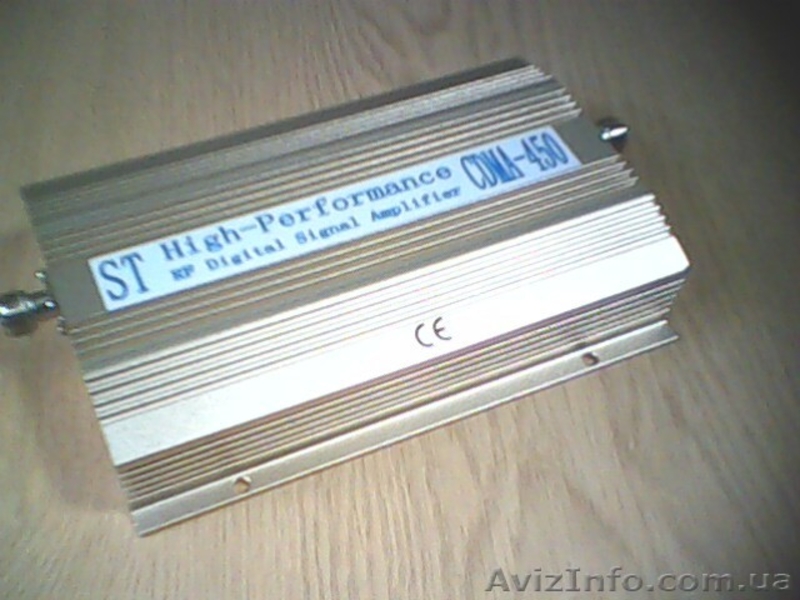 ST High-Performance CDMA-450
RF Digital Signal Amplifier
CE
AvizInfo.com.ua